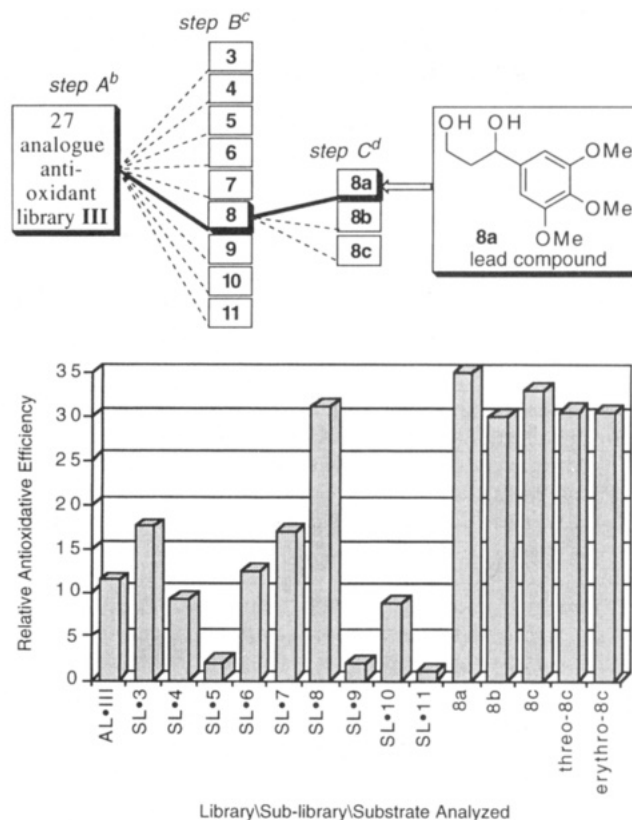 step Bᶜ
3
step Aᵇ
4
27
analogue
anti-
oxidant
library III
5
6
7
8
9
10
11
step Cᵈ
8a
8b
8c
OH
OH
OMe
OMe
OMe
8a
lead compound
Relative Antioxidative Efficiency
35
30
25
20
15
10
5
0
AL•III
SL•3
SL•4
SL•5
SL•6
SL•7
SL•8
SL•9
SL•10
SL•11
8a
8b
8c
threo-8c
erythro-8c
Library\Sub-library\Substrate Analyzed